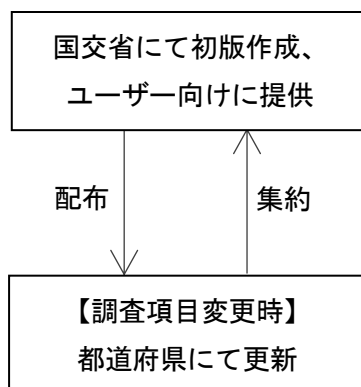 国交省にて初版作成、
ユーザー向けに提供
配布
集約
【調査項目変更時】
都道府県にて更新